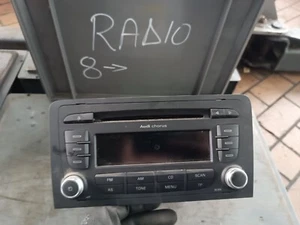 RADIO
8→
Audi chorus
FM
AM
CD
SCAN
AS
TONE
MENU